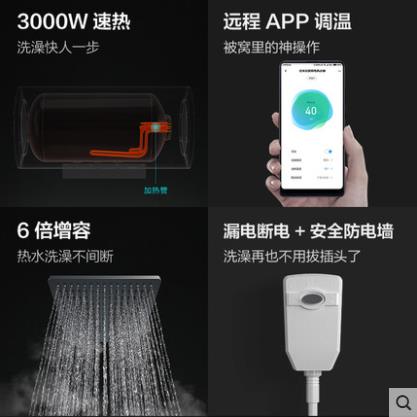 3000W 速热
洗澡快人一步
加热管
远程 APP 调温
被窝里的神操作
40
6 倍增容
热水洗澡不间断
漏电断电 + 安全防电墙
洗澡再也不用拔插头了